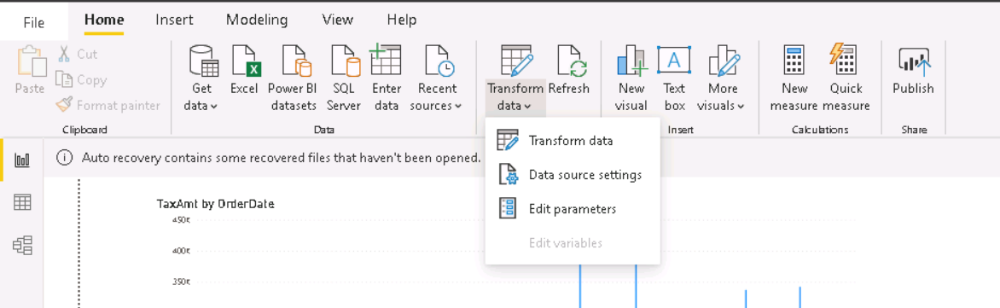 File Home Insert Modeling View Help
Cut
Copy
Format painter
Paste
Clipboard
Get data
Excel
Power BI datasets
SQL Server
Enter data
Recent sources
Data
Transform data
Refresh
New visual
Text box
A
More visuals
Insert
New measure
Quick measure
Calculations
Publish
Share
Transform data
Data source settings
Edit parameters
Edit variables
Auto recovery contains some recovered files that haven't been opened.
TaxAmt by OrderDate
450K
400K
350K